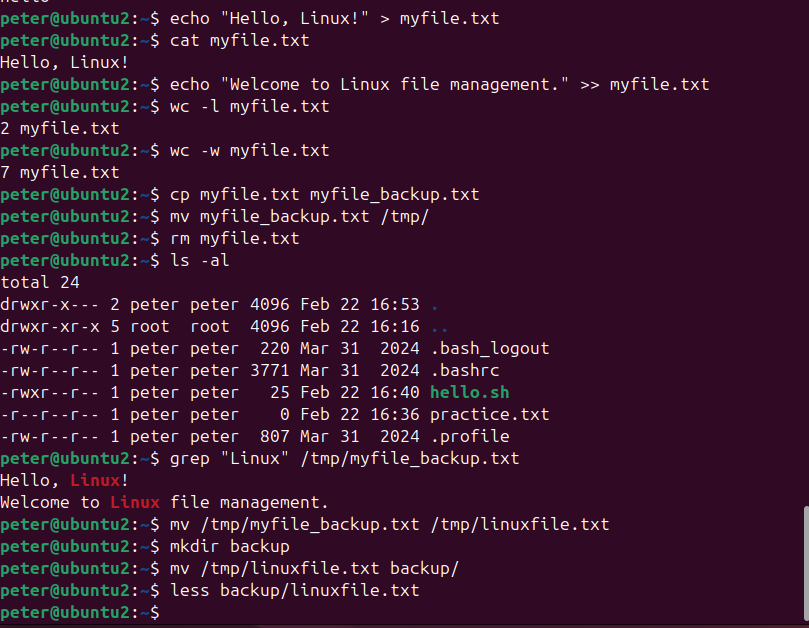 hello
peter@ubuntu2:~$ echo "Hello, Linux!" > myfile.txt
peter@ubuntu2:~$ cat myfile.txt
Hello, Linux!
peter@ubuntu2:~$ echo "Welcome to Linux file management." >> myfile.txt
peter@ubuntu2:~$ wc -l myfile.txt
2 myfile.txt
peter@ubuntu2:~$ wc -w myfile.txt
7 myfile.txt
peter@ubuntu2:~$ cp myfile.txt myfile_backup.txt
peter@ubuntu2:~$ mv myfile_backup.txt /tmp/
peter@ubuntu2:~$ rm myfile.txt
peter@ubuntu2:~$ ls -al
total 24
drwxr-x--- 2 peter peter 4096 Feb 22 16:53 .
drwxr-xr-x 5 root  root  4096 Feb 22 16:16 ..
-rw-r--r-- 1 peter peter  220 Mar 31  2024 .bash_logout
-rw-r--r-- 1 peter peter 3771 Mar 31  2024 .bashrc
-rwxr--r-- 1 peter peter   25 Feb 22 16:40 hello.sh
-r--r--r-- 1 peter peter    0 Feb 22 16:36 practice.txt
-rw-r--r-- 1 peter peter  807 Mar 31  2024 .profile
peter@ubuntu2:~$ grep "Linux" /tmp/myfile_backup.txt
Hello, Linux!
Welcome to Linux file management.
peter@ubuntu2:~$ mv /tmp/myfile_backup.txt /tmp/linuxfile.txt
peter@ubuntu2:~$ mkdir backup
peter@ubuntu2:~$ mv /tmp/linuxfile.txt backup/
peter@ubuntu2:~$ less backup/linuxfile.txt
peter@ubuntu2:~$